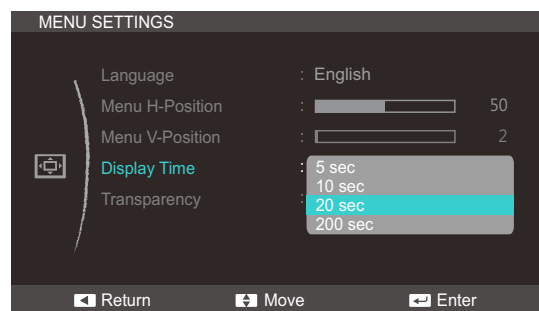 MENU SETTINGS
Language : English
Menu H-Position : 50
Menu V-Position : 2
Display Time : 5 sec
10 sec
20 sec
Transparency :
200 sec
Return Move Enter